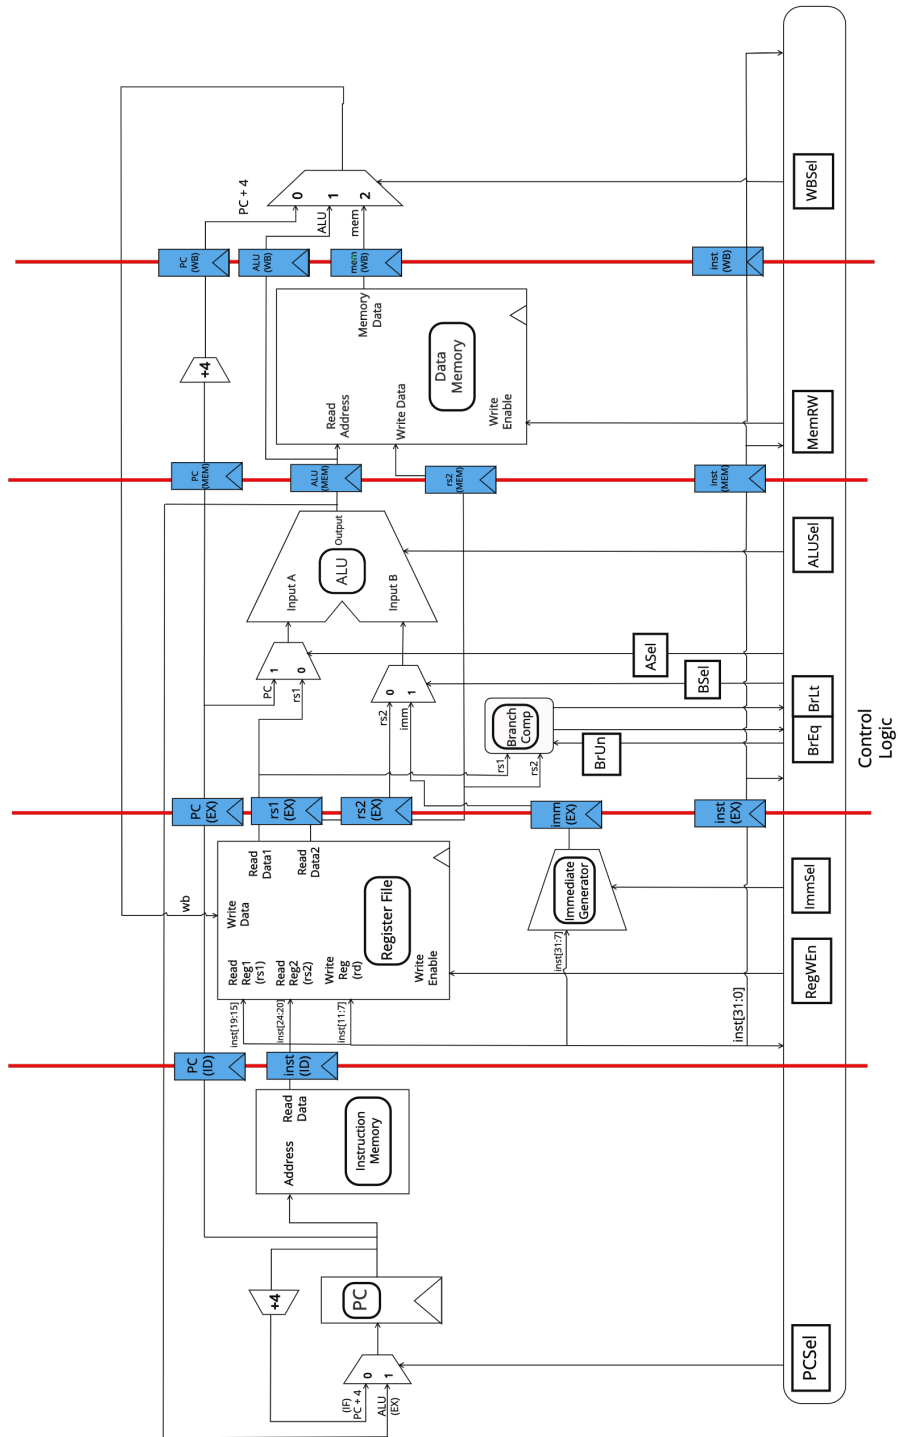 (IF)
PC + 4
ALU
(EX)
0
1
+4
PC
Address
Read
Data
Instruction
Memory
PC
(ID)
inst
(ID)
inst[19:15]
inst[24:20]
inst[11:7]
wb
Write
Data
Read
Reg1
(rs1)
Read
Reg2
(rs2)
Write
Reg
(rd)
Write
Enable
Register File
Read
Data1
Read
Data2
inst[31:7]
Immediate
Generator
inst[31:0]
PC
(EX)
rs1
(EX)
rs2
(EX)
imm
(EX)
inst
(EX)
PC
rs1
1
0
rs2
imm
0
1
rs1
rs2
Branch
Comp
Input A
Input B
ALU
Output
PC
(MEM)
ALU
(MEM)
rs2
(MEM)
inst
(MEM)
+4
Read
Address
Write Data
Write
Enable
Data
Memory
Memory
Data
PC
(WB)
ALU
(WB)
mem
(WB)
inst
(WB)
PC + 4
ALU
mem
0
1
2
PCSel
RegWEn
ImmSel
BrUn
BrEq
BrLt
BSel
ASel
ALUSel
MemRW
WBSel
Control
Logic